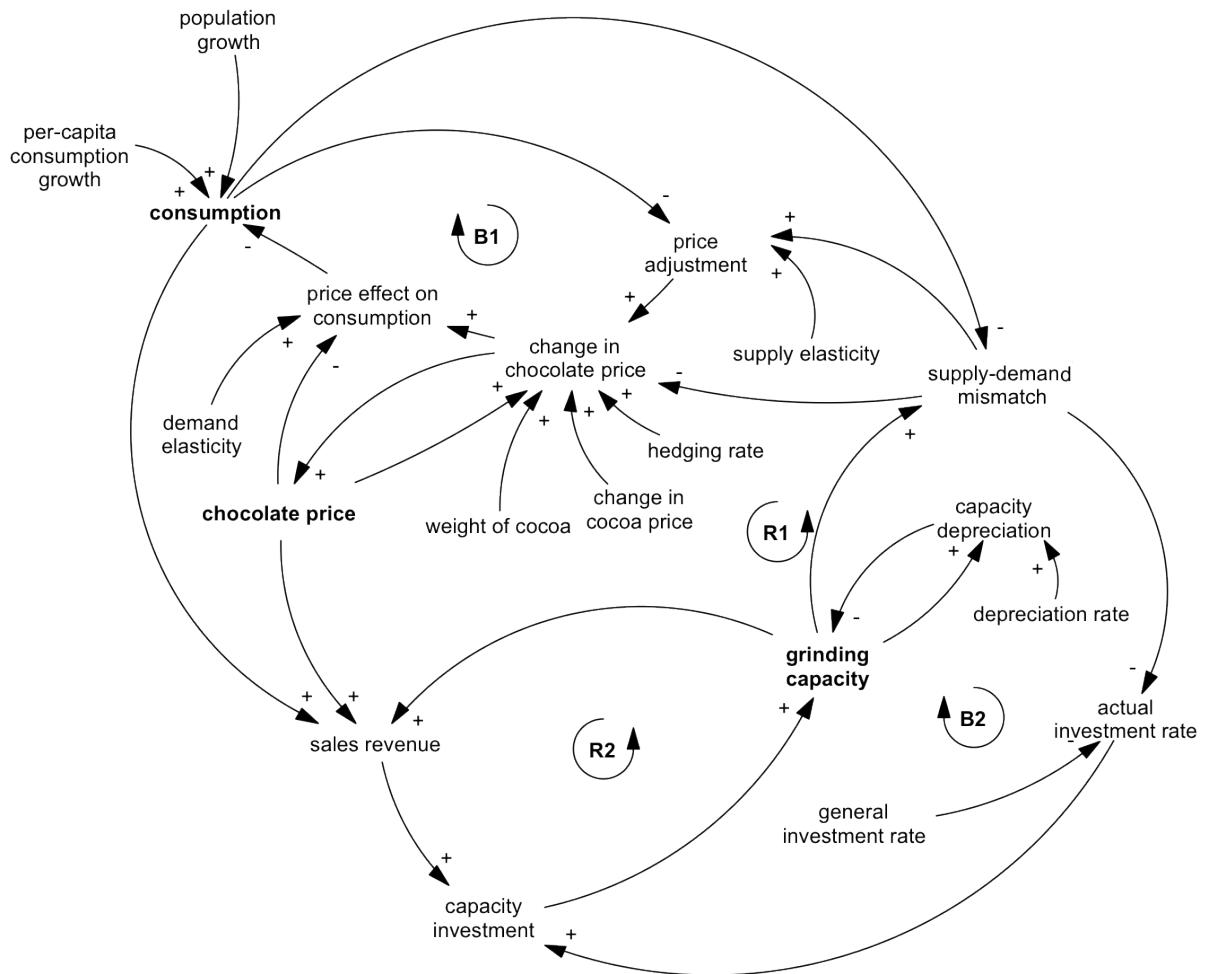 population
growth
per-capita
consumption
growth
+
+
consumption
-
B1
-
price
adjustment
+
+
+
price effect on
consumption
+
+
-
change in
chocolate price
supply elasticity
-
supply-demand
mismatch
-
+
+
+
+
+
demand
elasticity
hedging rate
+
chocolate price
weight of cocoa
change in
cocoa price
R1
capacity
depreciation
+
+
depreciation rate
-
grinding
capacity
+
-
actual
investment rate
-
B2
+
+
+
sales revenue
R2
general
investment rate
+
capacity
investment
+